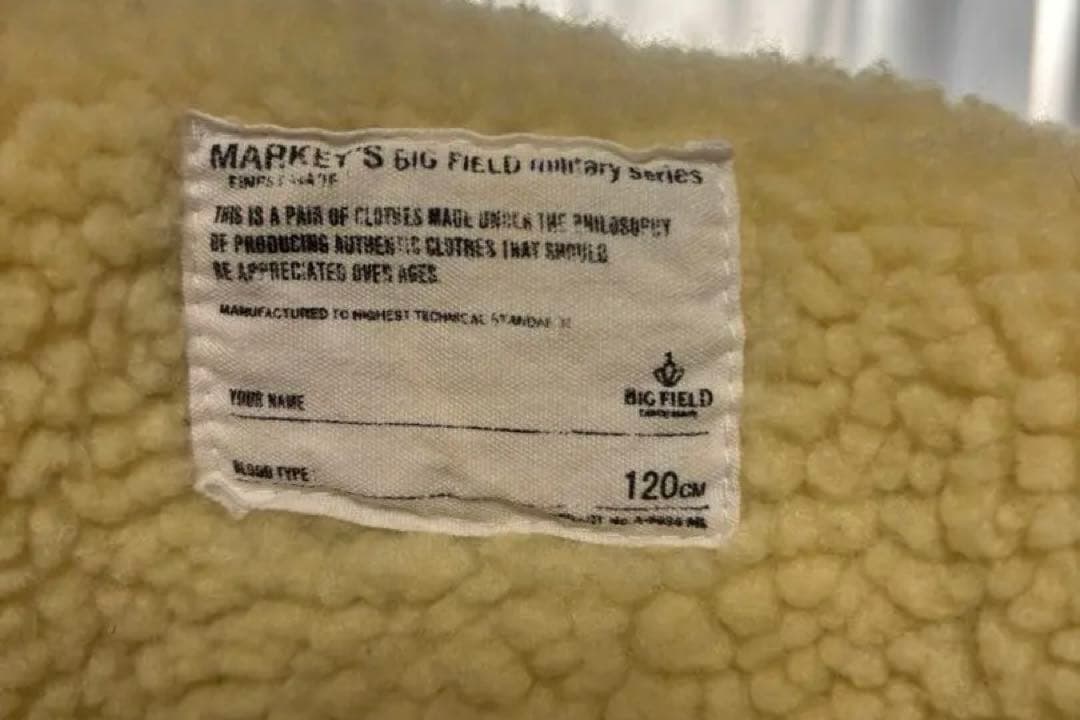 MARKEY'S BIG FIELD military Series
THIS IS A PAIR OF CLOTHES MADE UNDER THE PHILOSOPHY
OF PRODUCING AUTHENTIC CLOTHES THAT SHOULD
BE APPRECIATED OVER AGES.
MANUFACTURED TO HIGHEST TECHNICAL STANDARD
YOUR NAME
BIG FIELD
BLOOD TYPE
120CM